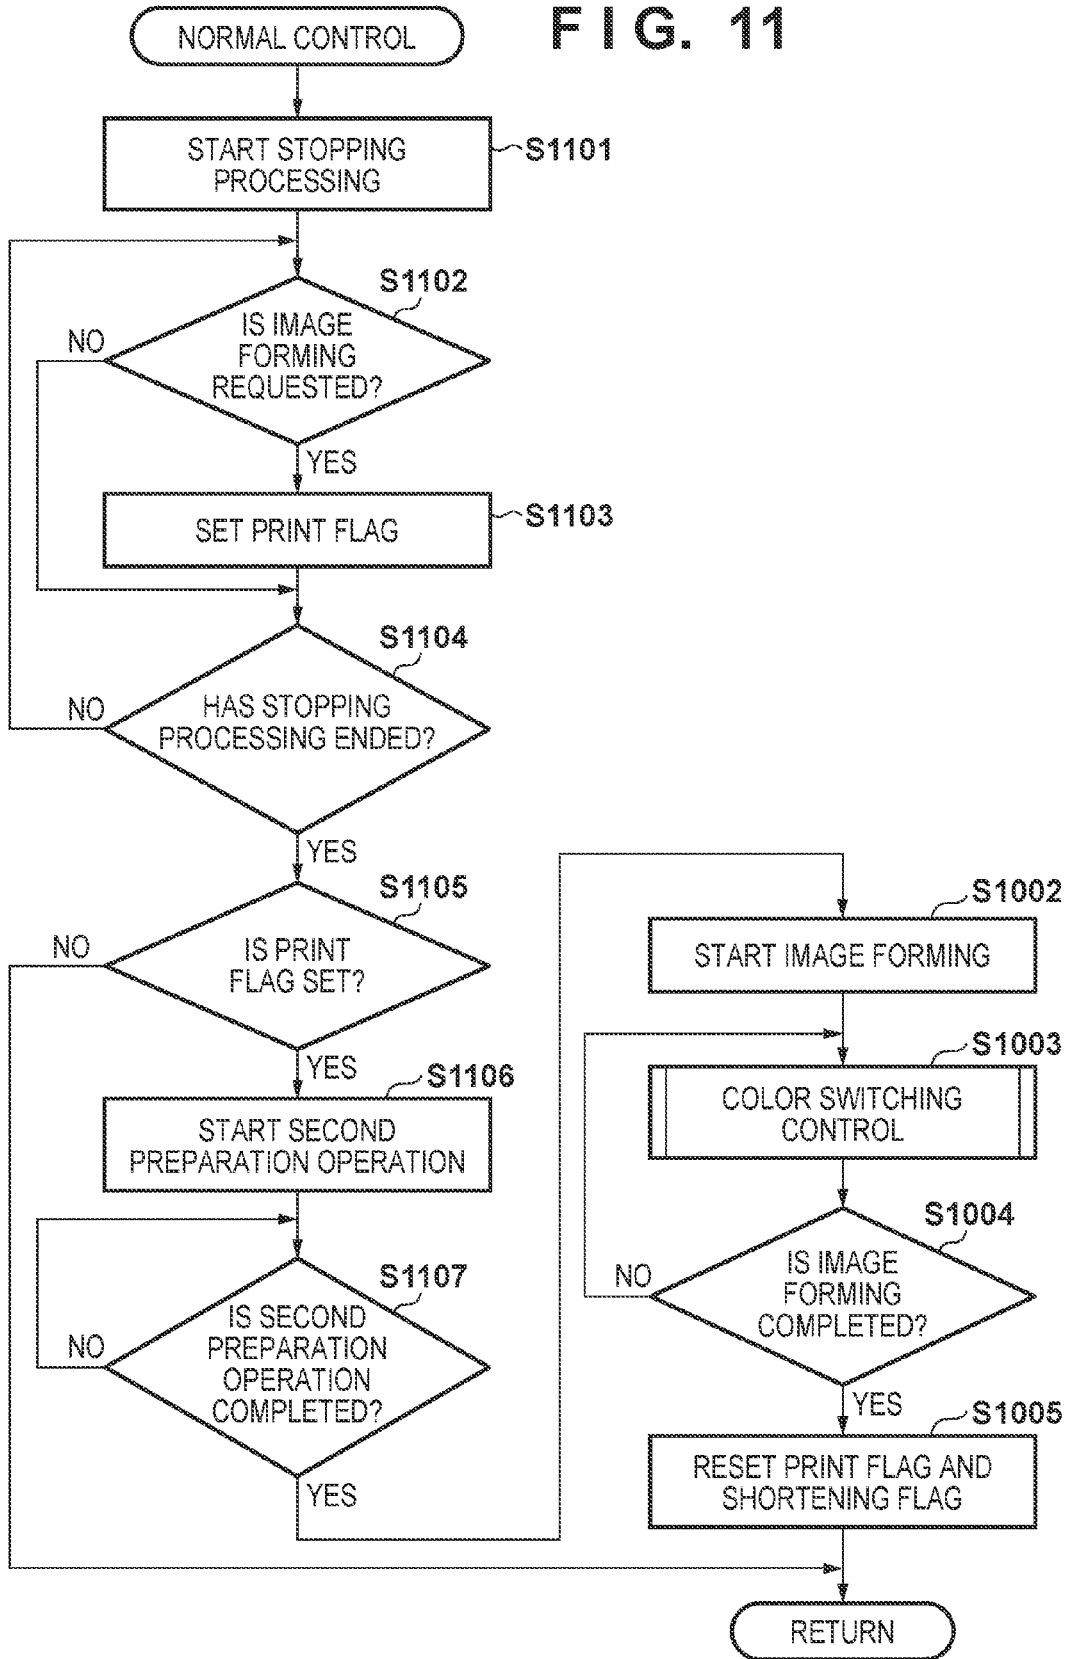 FIG. 11
NORMAL CONTROL
START STOPPING
PROCESSING
S1101
S1102
IS IMAGE
FORMING
REQUESTED?
NO
YES
SET PRINT FLAG
S1103
S1104
HAS STOPPING
PROCESSING ENDED?
NO
YES
S1105
IS PRINT
FLAG SET?
NO
YES
S1106
START SECOND
PREPARATION OPERATION
S1107
IS SECOND
PREPARATION
OPERATION
COMPLETED?
NO
YES
S1002
START IMAGE FORMING
S1003
COLOR SWITCHING
CONTROL
S1004
IS IMAGE
FORMING
COMPLETED?
NO
YES
S1005
RESET PRINT FLAG AND
SHORTENING FLAG
RETURN